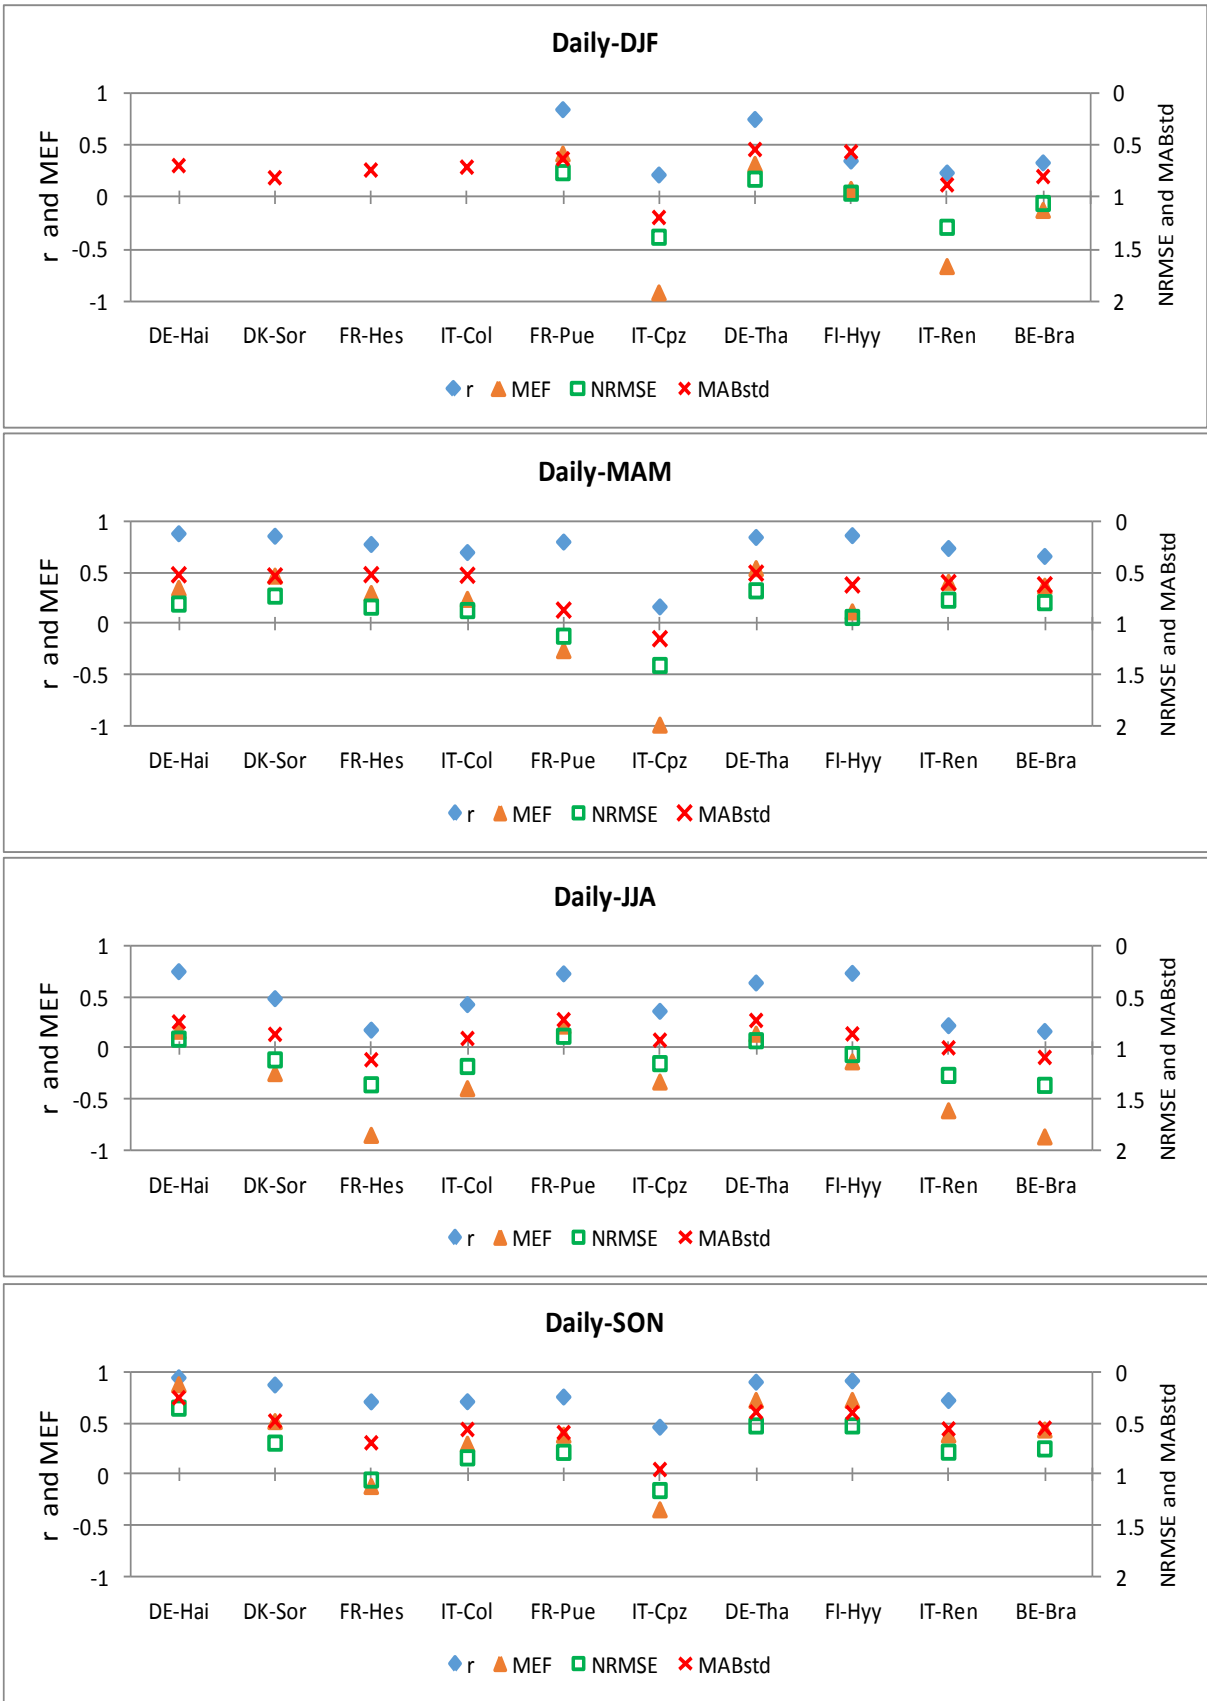 Daily-DJF
1 0
0.5 0.5
0 1
-0.5 1.5
-1 2
r and MEF
NRMSE and MABstd
DE-Hai DK-Sor FR-Hes IT-Col FR-Pue IT-Cpz DE-Tha FI-Hyy IT-Ren BE-Bra
r MEF NRMSE MABstd
Daily-MAM
1 0
0.5 0.5
0 1
-0.5 1.5
-1 2
r and MEF
NRMSE and MABstd
DE-Hai DK-Sor FR-Hes IT-Col FR-Pue IT-Cpz DE-Tha FI-Hyy IT-Ren BE-Bra
r MEF NRMSE MABstd
Daily-JJA
1 0
0.5 0.5
0 1
-0.5 1.5
-1 2
r and MEF
NRMSE and MABstd
DE-Hai DK-Sor FR-Hes IT-Col FR-Pue IT-Cpz DE-Tha FI-Hyy IT-Ren BE-Bra
r MEF NRMSE MABstd
Daily-SON
1 0
0.5 0.5
0 1
-0.5 1.5
-1 2
r and MEF
NRMSE and MABstd
DE-Hai DK-Sor FR-Hes IT-Col FR-Pue IT-Cpz DE-Tha FI-Hyy IT-Ren BE-Bra
r MEF NRMSE MABstd